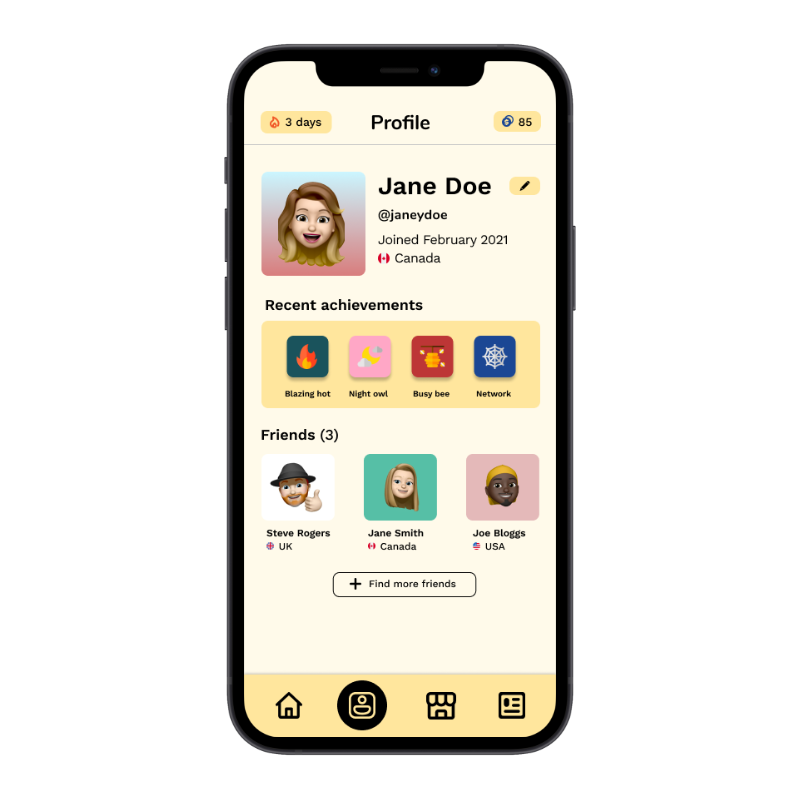 3 days
Profile
85
Jane Doe
@janeydoe
Joined February 2021
Canada
Recent achievements
Blazing hot
Night owl
Busy bee
Network
Friends (3)
Steve Rogers
UK
Jane Smith
Canada
Joe Bloggs
USA
Find more friends